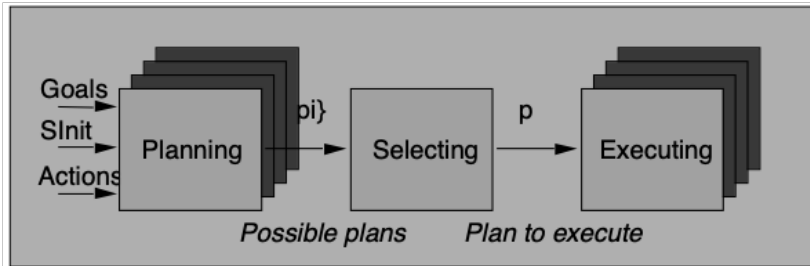 Goals
SInit
Actions
Planning
pi}
Selecting
p
Executing
Possible plans
Plan to execute